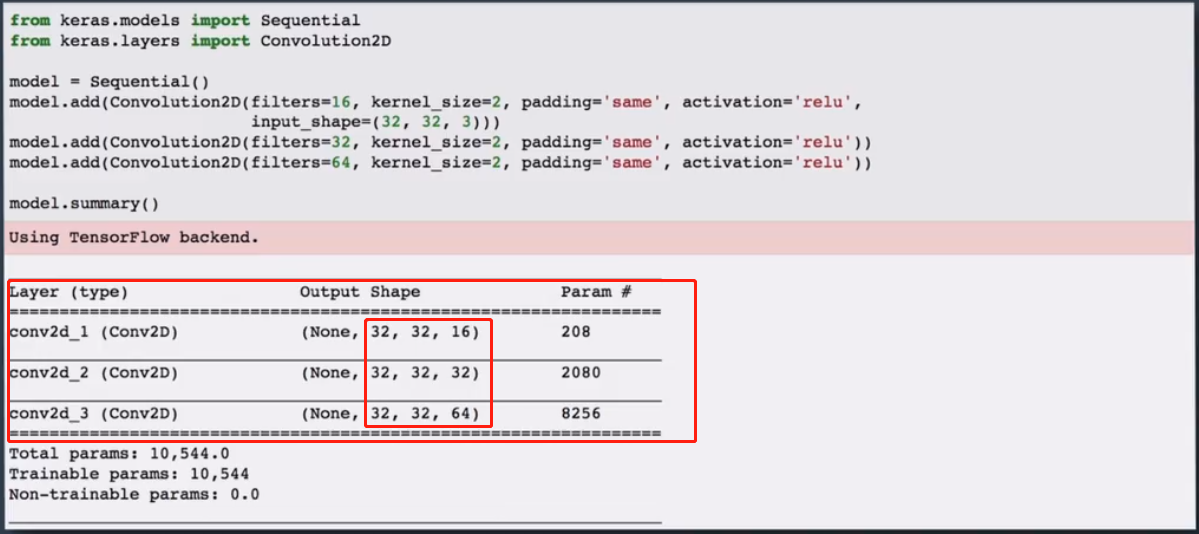 from keras.models import Sequential
from keras.layers import Convolution2D
model = Sequential()
model.add(Convolution2D(filters=16, kernel_size=2, padding='same', activation='relu',
input_shape=(32, 32, 3)))
model.add(Convolution2D(filters=32, kernel_size=2, padding='same', activation='relu'))
model.add(Convolution2D(filters=64, kernel_size=2, padding='same', activation='relu'))
model.summary()
Using TensorFlow backend.
Layer (type) Output Shape Param #
=================================================================
conv2d_1 (Conv2D) (None, 32, 32, 16) 208
conv2d_2 (Conv2D) (None, 32, 32, 32) 2080
conv2d_3 (Conv2D) (None, 32, 32, 64) 8256
=================================================================
Total params: 10,544.0
Trainable params: 10,544
Non-trainable params: 0.0